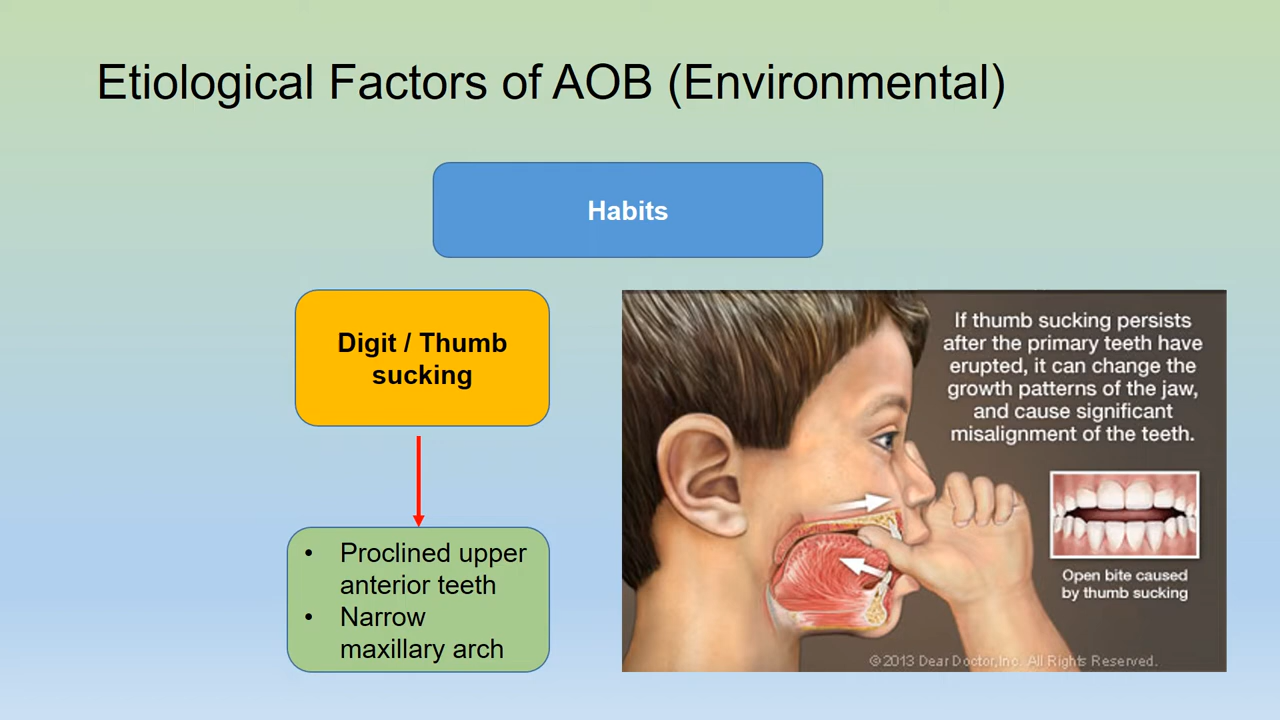 Etiological Factors of AOB (Environmental)
Habits
Digit / Thumb
sucking
• Proclined upper
anterior teeth
• Narrow
maxillary arch
If thumb sucking persists
after the primary teeth have
erupted, it can change the
growth patterns of the jaw,
and cause significant
misalignment of the teeth.
Open bite caused
by thumb sucking
©2013 Dear Doctor,Inc. All Rights Reserved.